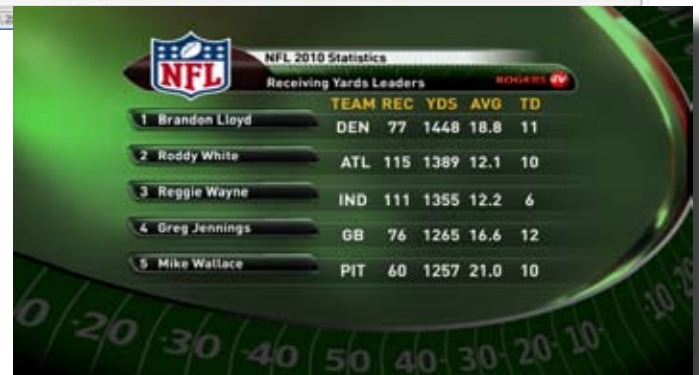 NFL
NFL 2010 Statistics
Receiving Yards Leaders
ROGERS TV
TEAM REC YDS AVG TD
1 Brandon Lloyd DEN 77 1448 18.8 11
2 Roddy White ATL 115 1389 12.1 10
3 Reggie Wayne IND 111 1355 12.2 6
4 Greg Jennings GB 76 1265 16.6 12
5 Mike Wallace PIT 60 1257 21.0 10
0 20 30 40 50 40 30 20 10
10 20